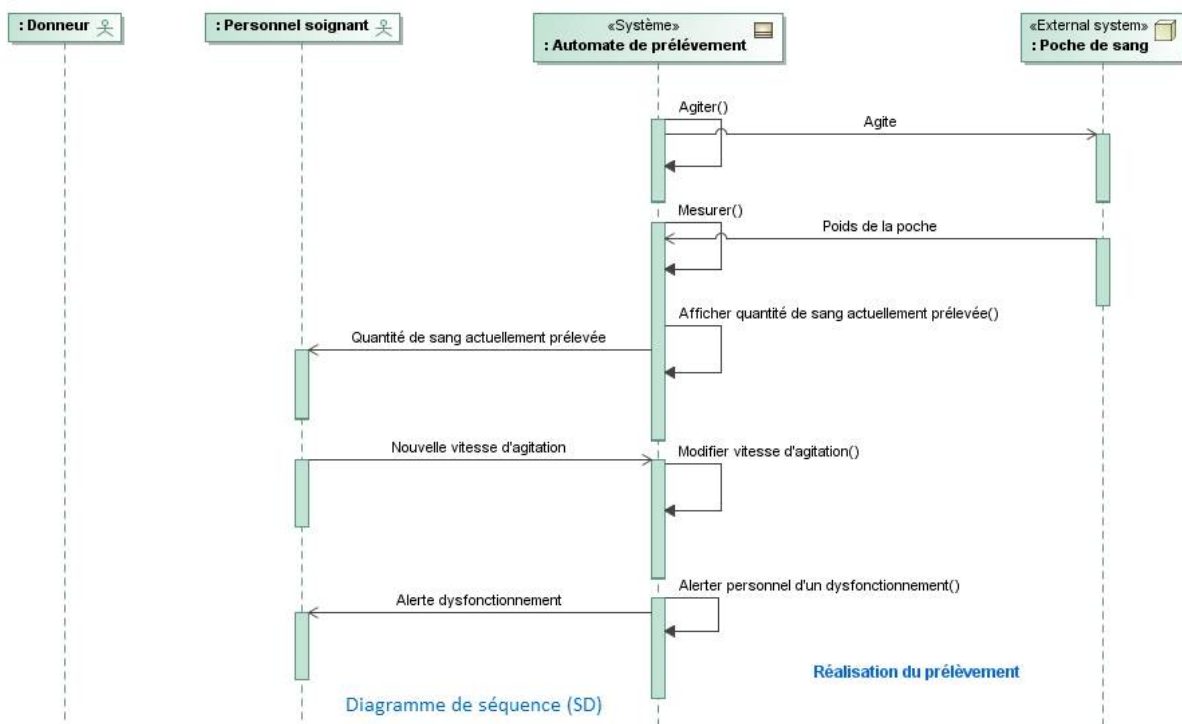 : Donneur
: Personnel soignant
«Système»
: Automate de prélévement
«External system»
: Poche de sang
Agiter()
Agite
Mesurer()
Poids de la poche
Afficher quantité de sang actuellement prélevée()
Quantité de sang actuellement prélevée
Nouvelle vitesse d'agitation
Modifier vitesse d'agitation()
Alerter personnel d'un dysfonctionnement()
Alerte dysfonctionnement
Réalisation du prélèvement
Diagramme de séquence (SD)